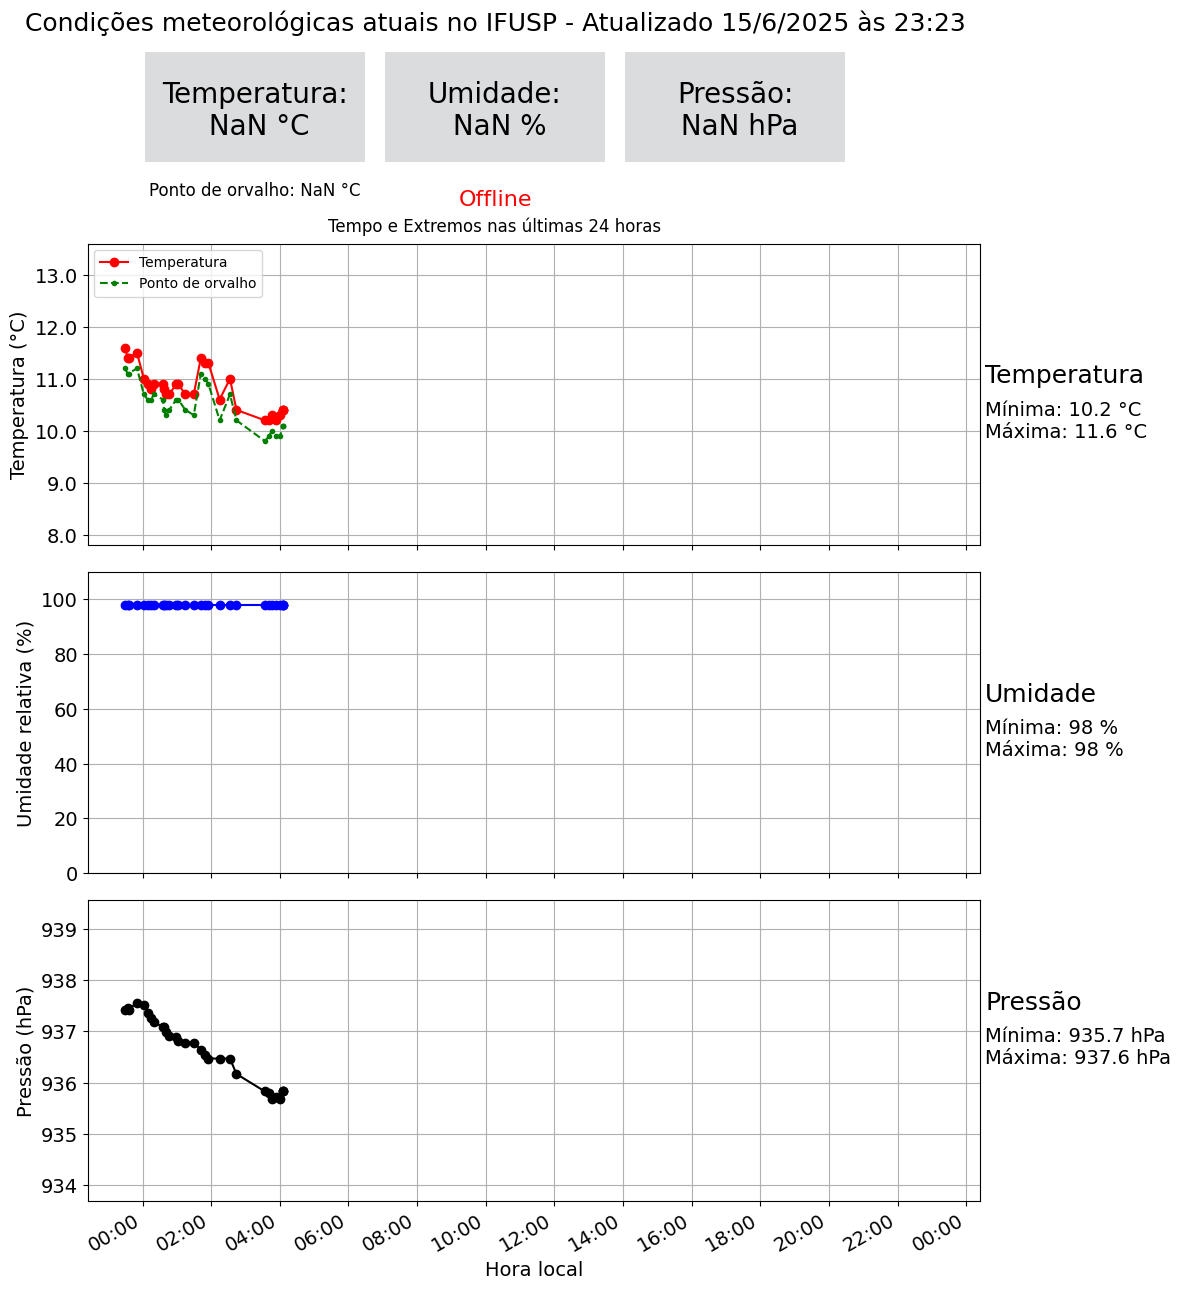 Condições meteorológicas atuais no IFUSP - Atualizado 15/6/2025 às 23:23
Temperatura:
NaN °C
Umidade:
NaN %
Pressão:
NaN hPa
Ponto de orvalho: NaN °C
Offline
Tempo e Extremos nas últimas 24 horas
Temperatura
Ponto de orvalho
13.0
12.0
11.0
10.0
9.0
8.0
Temperatura (°C)
Temperatura
Mínima: 10.2 °C
Máxima: 11.6 °C
100
80
60
40
20
0
Umidade relativa (%)
Umidade
Mínima: 98 %
Máxima: 98 %
939
938
937
936
935
934
Pressão (hPa)
Pressão
Mínima: 935.7 hPa
Máxima: 937.6 hPa
00:00 02:00 04:00 06:00 08:00 10:00 12:00 14:00 16:00 18:00 20:00 22:00 00:00
Hora local